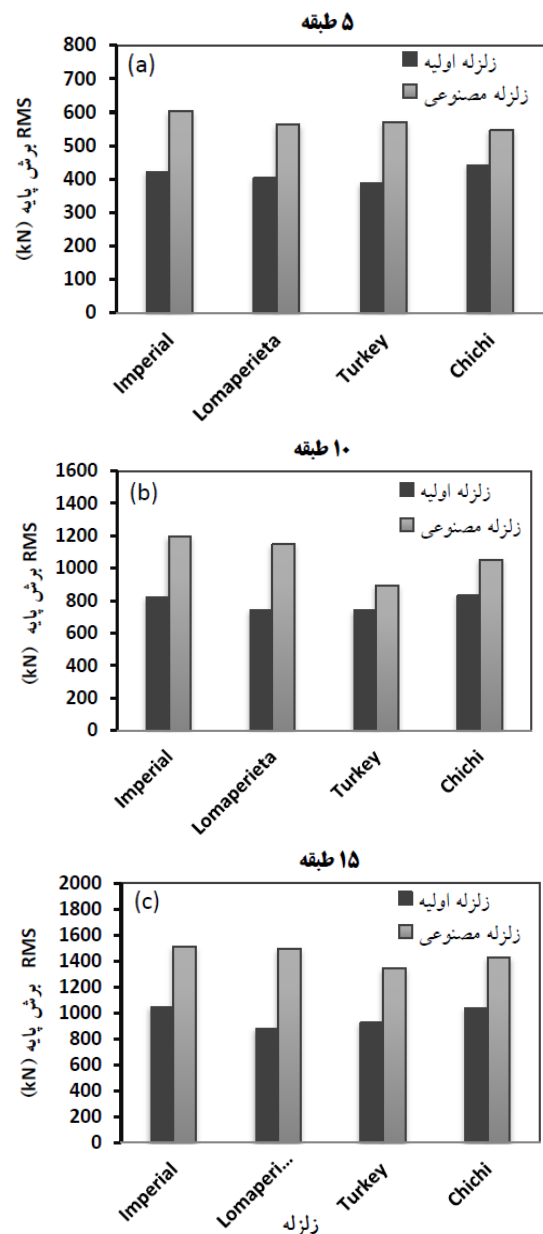 ۵ طبقه
(a)
زلزله اولیه
زلزله مصنوعی
RMS برش پایه (kN)
800
700
600
500
400
300
200
100
0
Imperial
Lomaperieta
Turkey
Chichi
۱۰ طبقه
(b)
زلزله اولیه
زلزله مصنوعی
RMS برش پایه (kN)
1600
1400
1200
1000
800
600
400
200
0
Imperial
Lomaperieta
Turkey
Chichi
۱۵ طبقه
(c)
زلزله اولیه
زلزله مصنوعی
RMS برش پایه (kN)
2000
1800
1600
1400
1200
1000
800
600
400
200
0
Imperial
Lomaperi...
Turkey
Chichi
زلزله